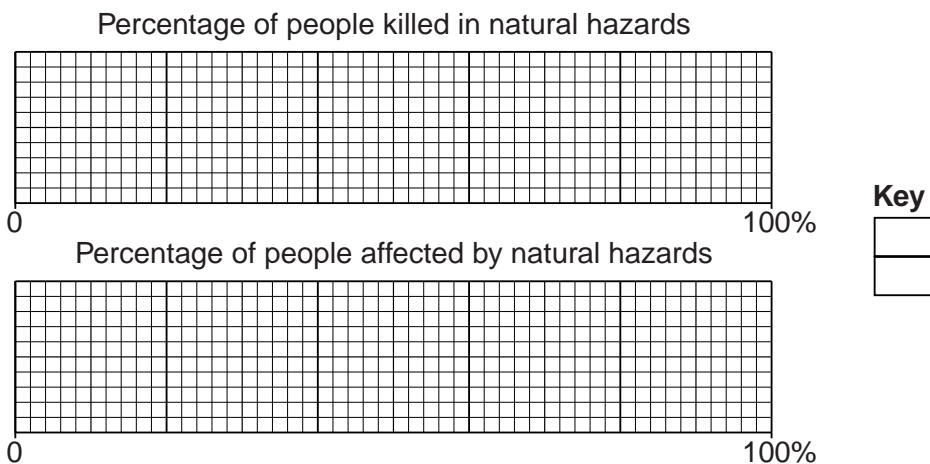 Percentage of people killed in natural hazards
0 100%
Key
Percentage of people affected by natural hazards
0 100%